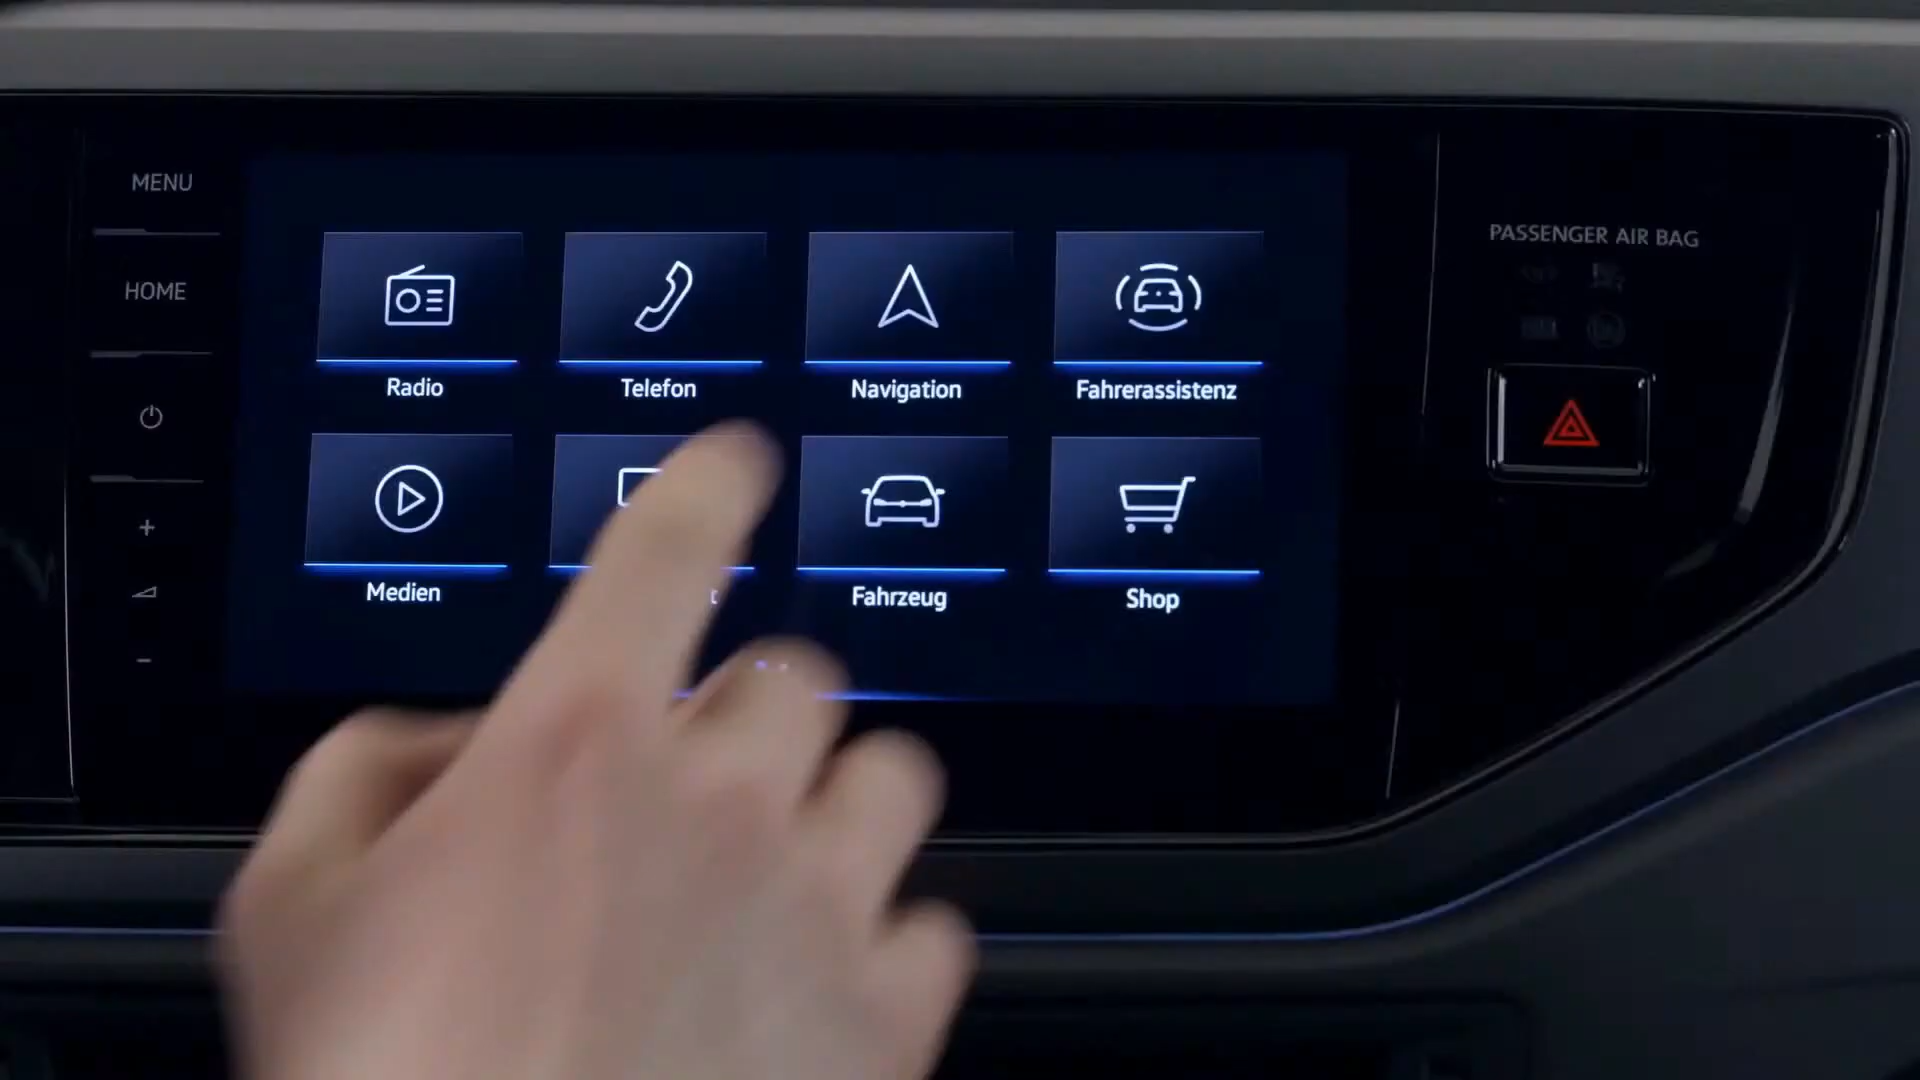 MENU
HOME
PASSENGER AIR BAG
Radio
Telefon
Navigation
Fahrerassistenz
Medien
Fahrzeug
Shop